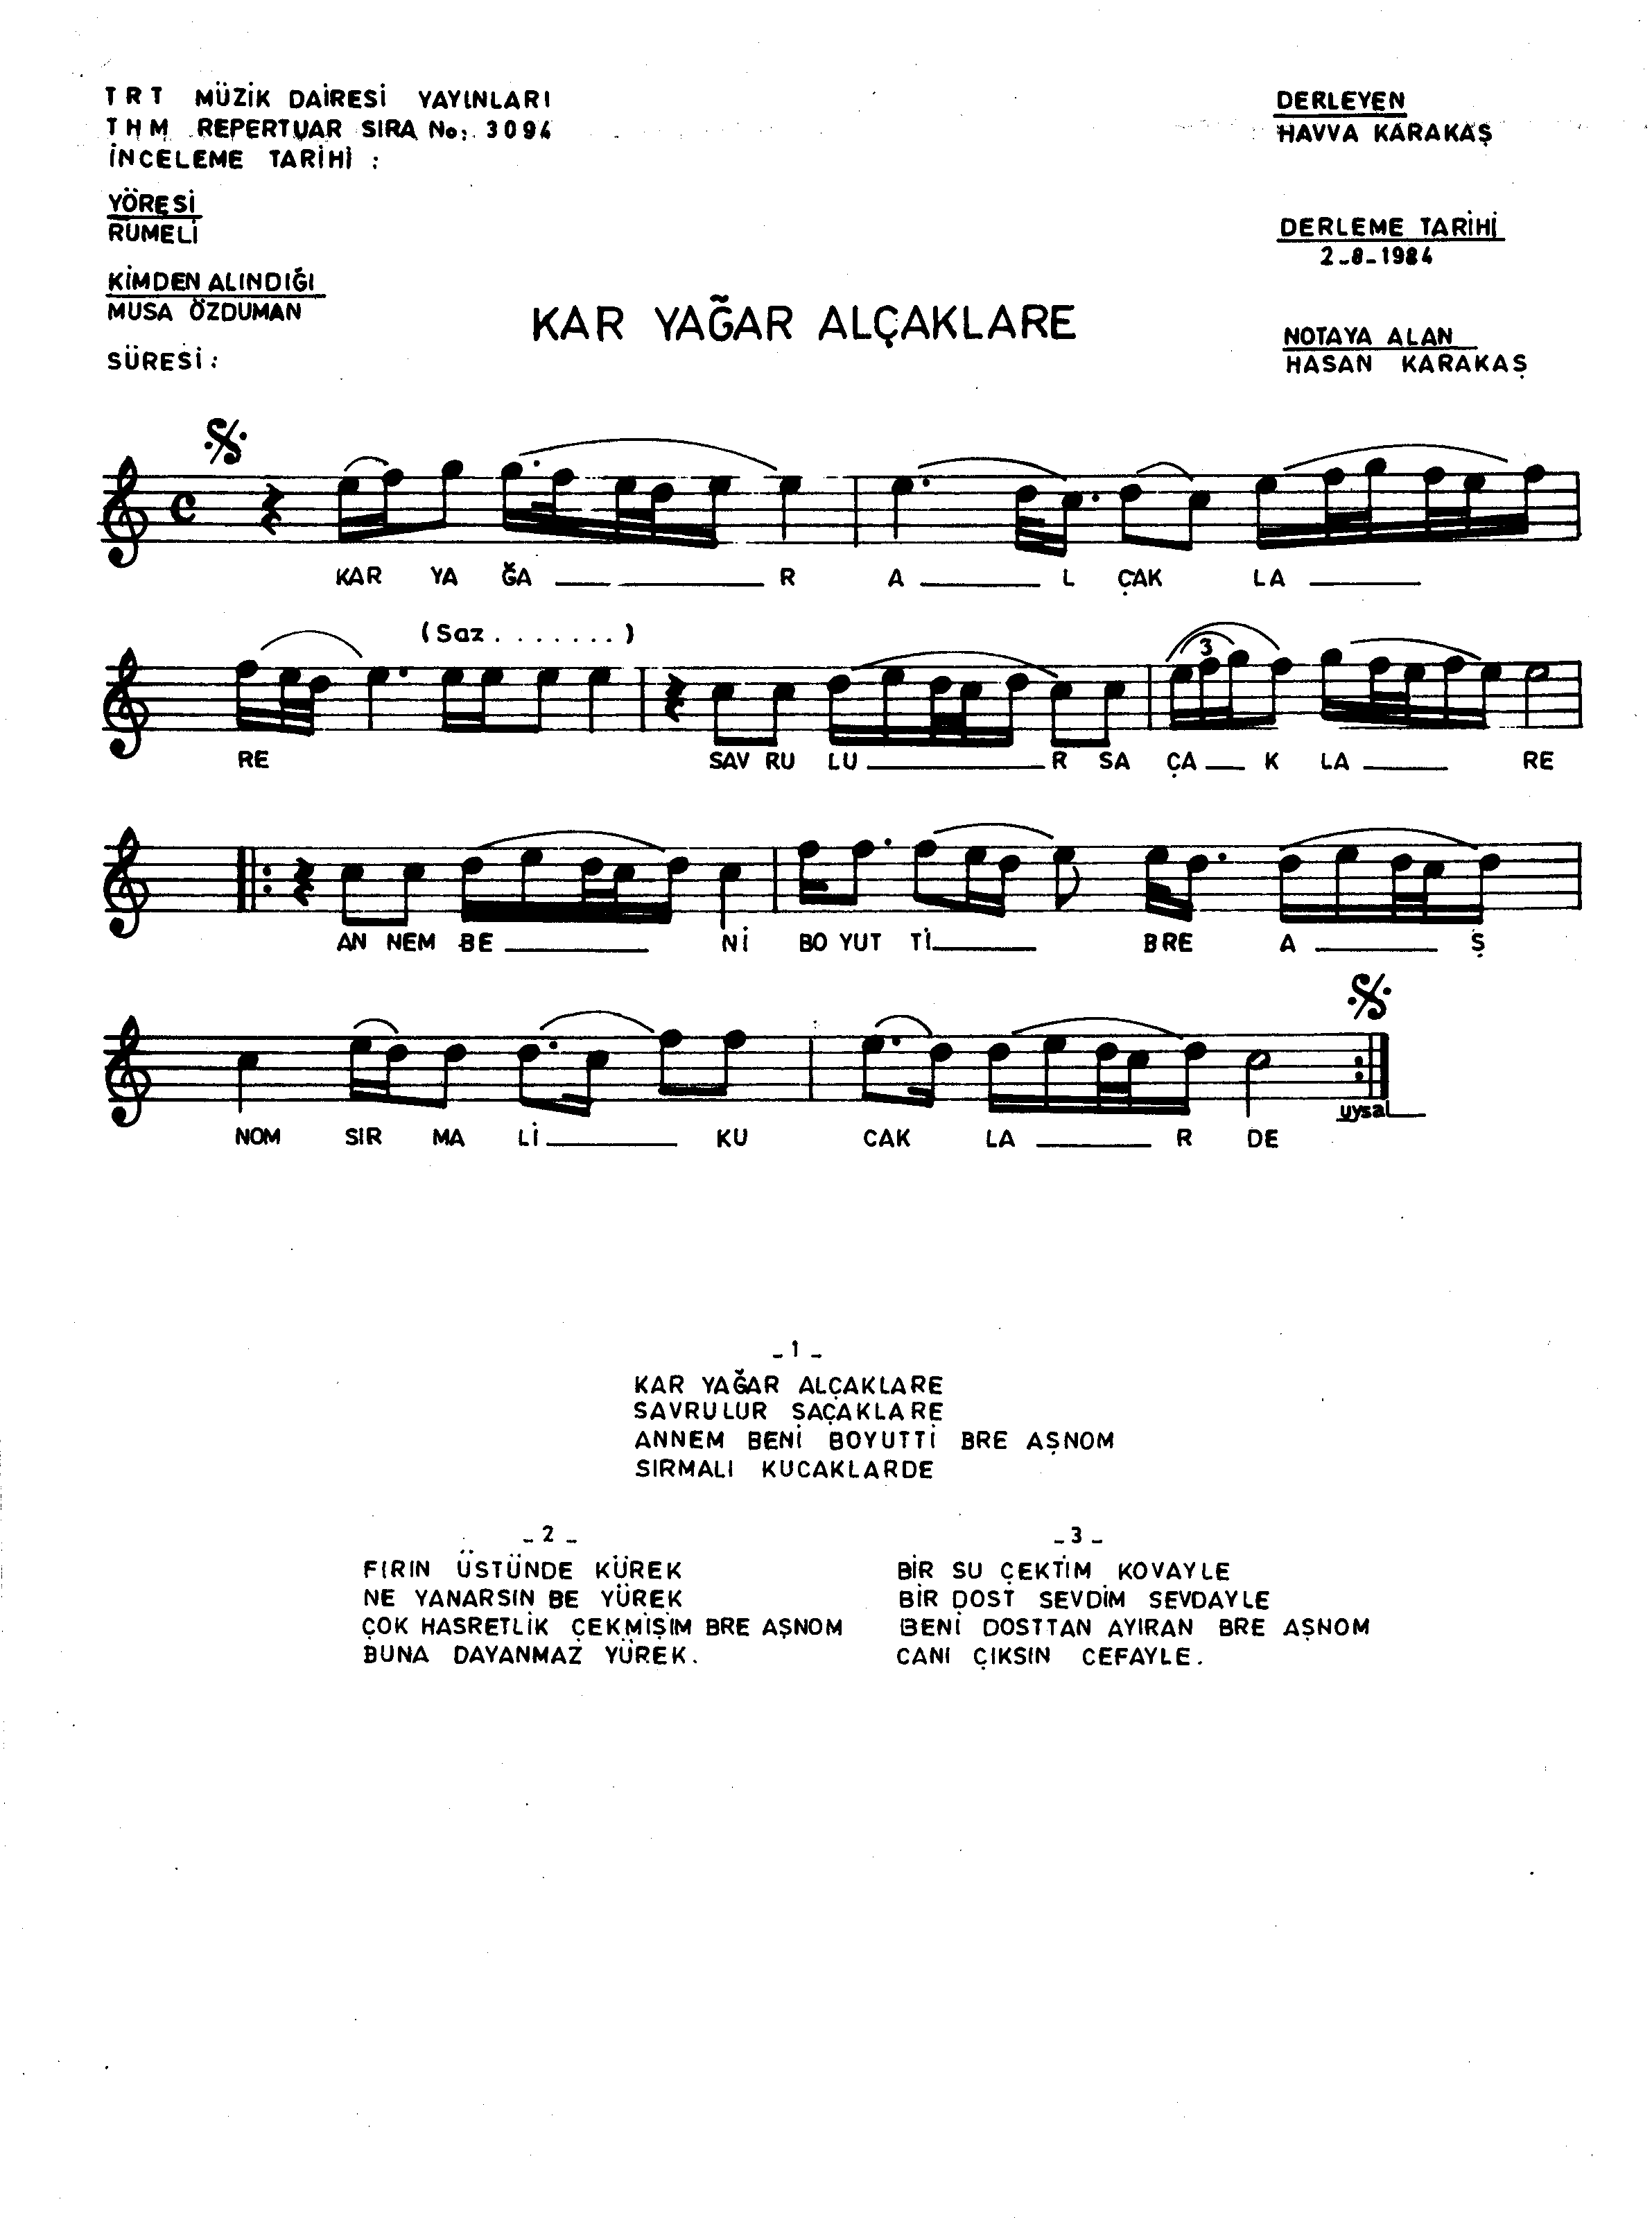 TRT MÜZİK DAİRESİ YAYINLARI
THM REPERTUAR SIRA No: 3094
İNCELEME TARİHİ :
YÖRESİ
RUMELİ
KİMDEN ALINDIĞI
MUSA ÖZDUMAN
SÜRESİ :
DERLEYEN
HAVVA KARAKAŞ
DERLEME TARİHİ
2-8-1984
NOTAYA ALAN
HASAN KARAKAŞ
KAR YAĞAR ALÇAKLARE
KAR YA ĞA R A L ÇAK LA
(Saz . . . . . . . )
3
RE SAV RU LU R SA ÇA K LA RE
AN NEM BE Nİ BO YUT Tİ BRE A Ş
NOM SIR MA Lİ KU CAK LA R DE
uysal
- 1 -
KAR YAĞAR ALÇAKLARE
SAVRULUR SAÇAKLARE
ANNEM BENİ BOYUTTİ BRE AŞNOM
SIRMALI KUCAKLARDE
- 2 -
FIRIN ÜSTÜNDE KÜREK
NE YANARSIN BE YÜREK
ÇOK HASRETLİK ÇEKMİŞİM BRE AŞNOM
BUNA DAYANMAZ YÜREK.
- 3 -
BİR SU ÇEKTİM KOVAYLE
BİR DOST SEVDİM SEVDAYLE
BENİ DOSTTAN AYIRAN BRE AŞNOM
CANI ÇIKSIN CEFAYLE.